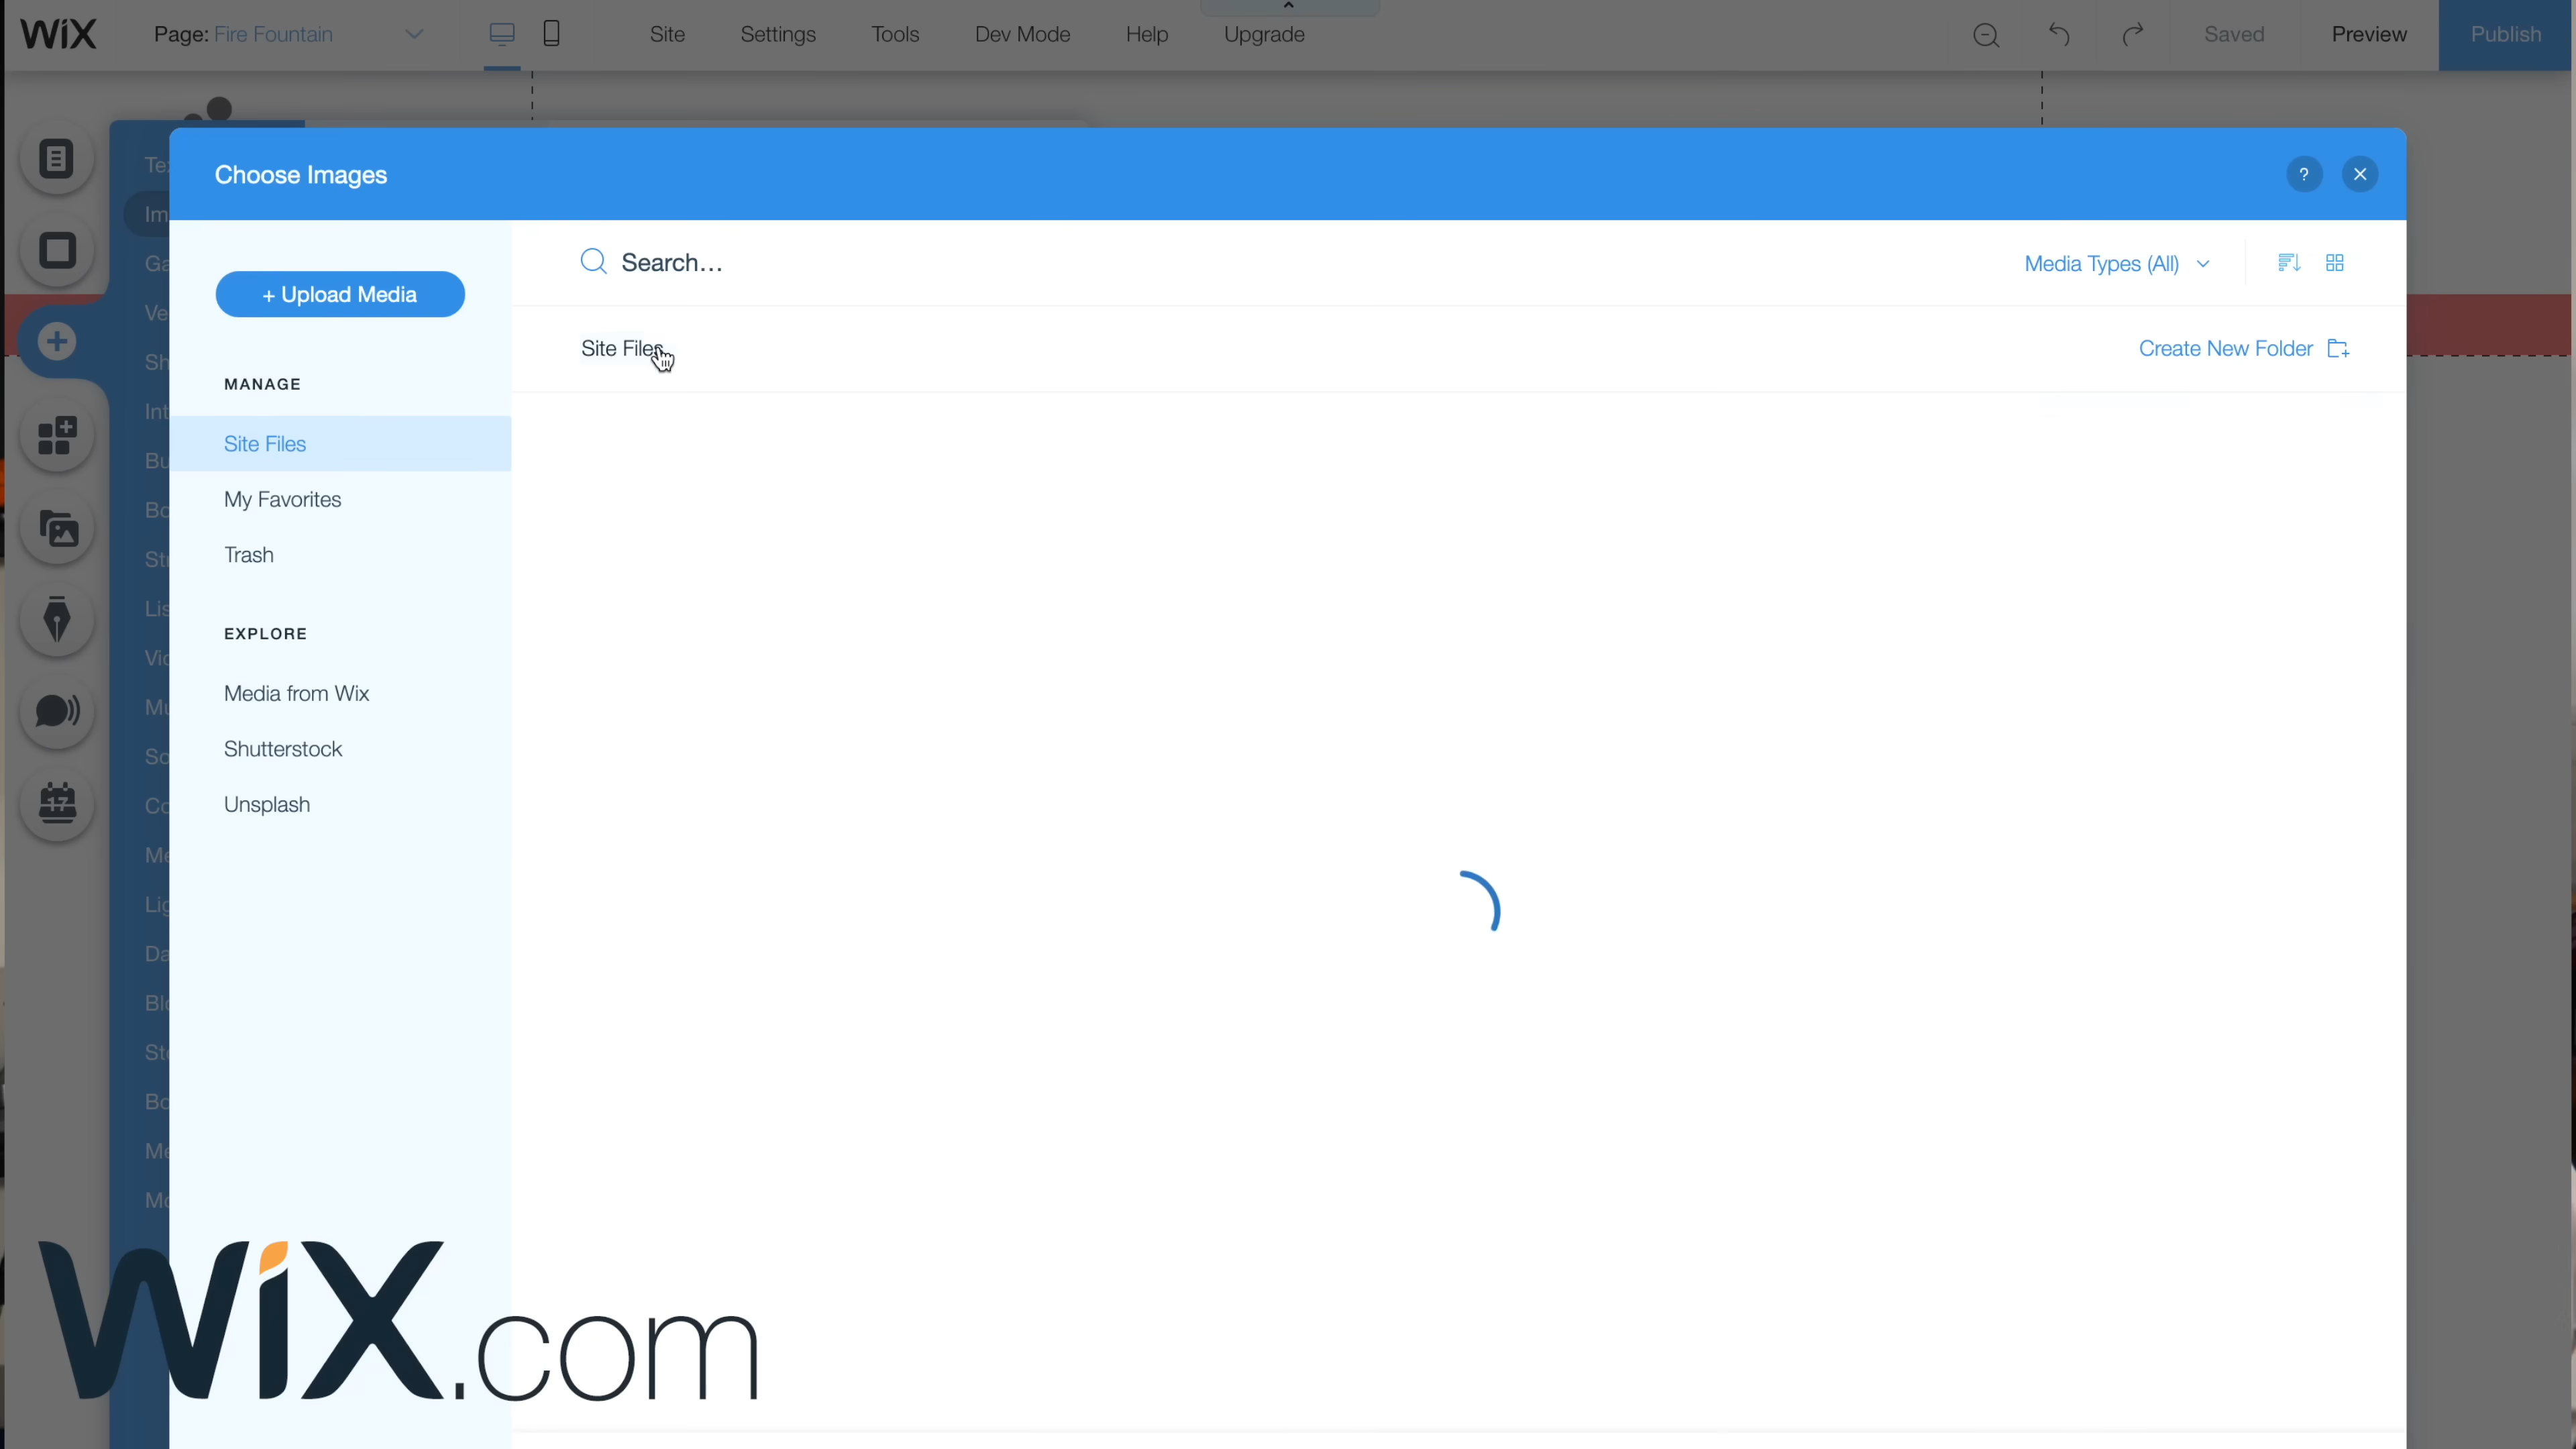 WiX Page: Fire Fountain Site Settings Tools Dev Mode Help Upgrade Saved Preview Publish
Choose Images ?
+ Upload Media
Search...
Media Types (All)
Site Files
Create New Folder
MANAGE
Site Files
My Favorites
Trash
EXPLORE
Media from Wix
Shutterstock
Unsplash
17
WiX.com